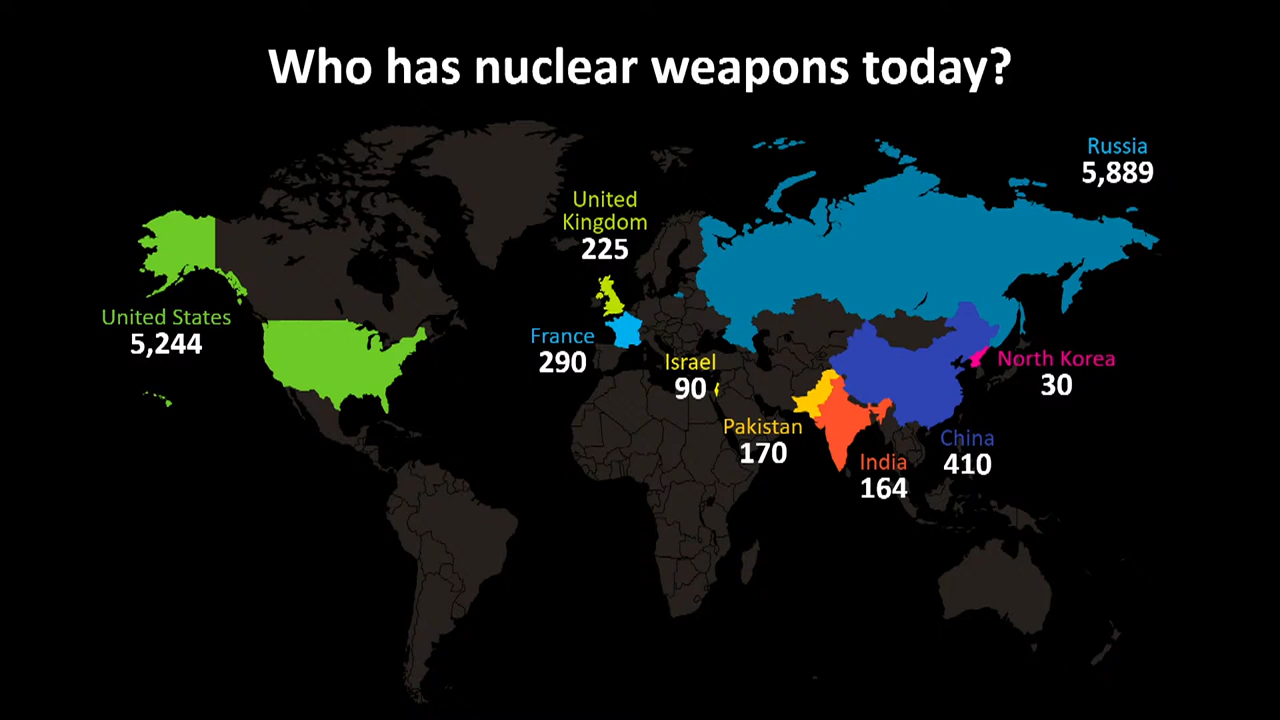 Who has nuclear weapons today?
Russia
5,889
United
Kingdom
225
United States
5,244
France
290
Israel
90
North Korea
30
Pakistan
170
China
410
India
164